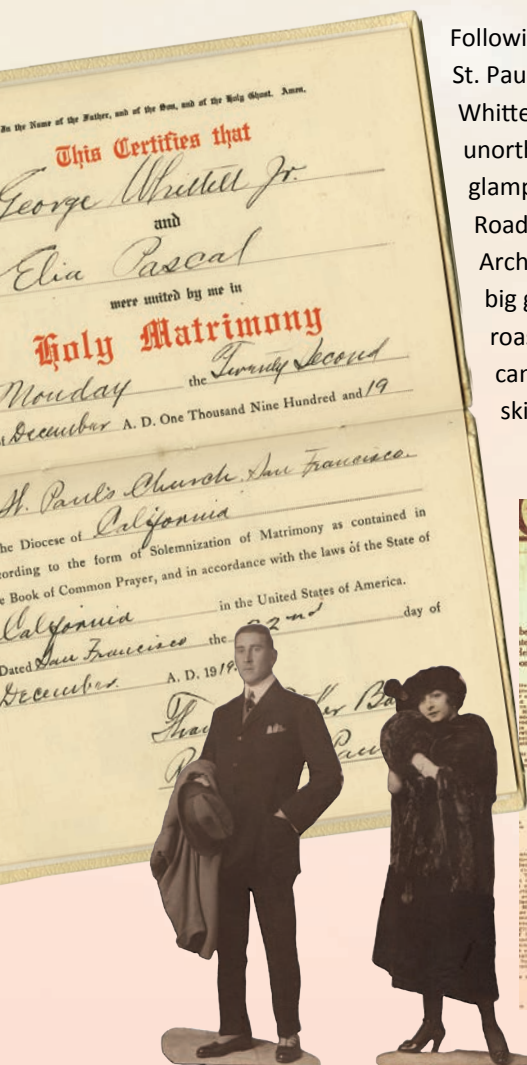 In the Name of the Father, and of the Son, and of the Holy Ghost. Amen.
This Certifies that
George Whittell Jr.
and
Elia Pascal
were united by me in
Holy Matrimony
Monday the Twenty Second
of December A. D. One Thousand Nine Hundred and 19
St. Paul's Church. San Francisco.
the Diocese of California
cording to the form of Solemnization of Matrimony as contained in
e Book of Common Prayer, and in accordance with the laws of the State of
California in the United States of America.
Dated San Francisco the 22nd day of
December. A. D. 1919.
Followi
St. Pau
Whitte
unorth
glamp
Road
Arch
big g
roas
can
ski